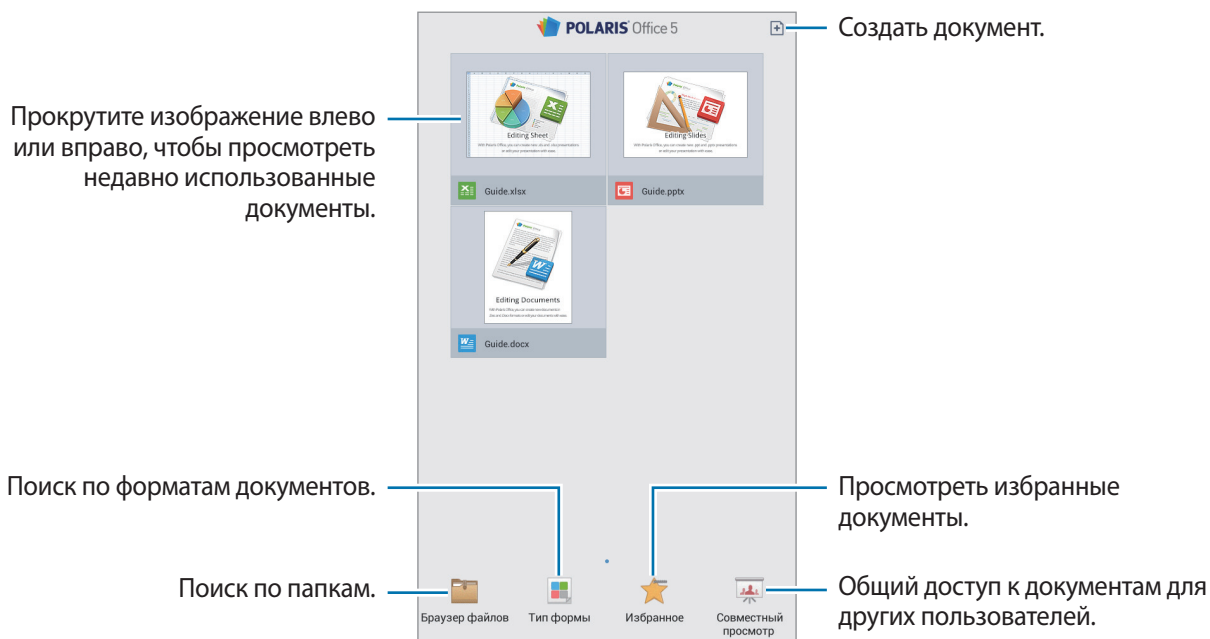 POLARIS Office 5
Создать документ.
Прокрутите изображение влево
или вправо, чтобы просмотреть
недавно использованные
документы.
Editing Sheet
Editing Slides
Guide.xlsx
Guide.pptx
Editing Documents
Guide.docx
Поиск по форматам документов.
Просмотреть избранные
документы.
Поиск по папкам.
Общий доступ к документам для
других пользователей.
Браузер файлов
Тип формы
Избранное
Совместный
просмотр